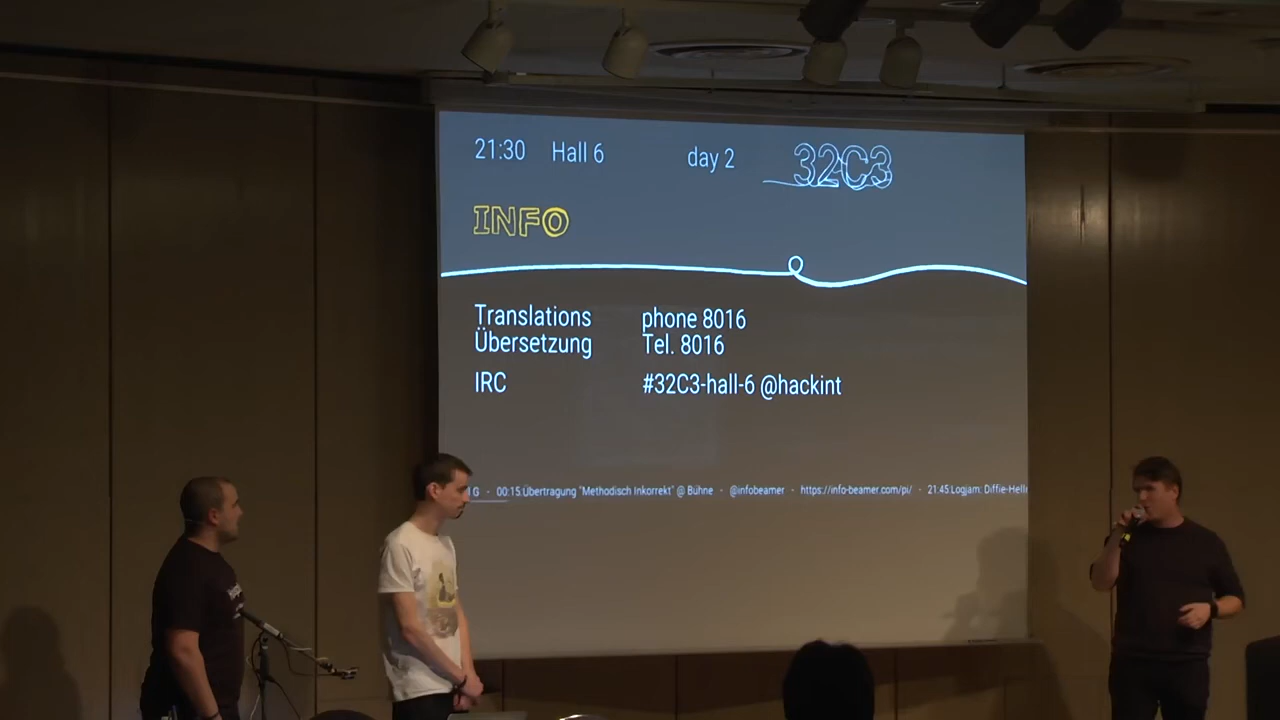 21:30 Hall 6 day 2 32C3
INFO
Translations phone 8016
Übersetzung Tel. 8016
IRC #32C3-hall-6 @hackint
G - 00:15 Übertragung "Methodisch Inkorrekt" @ Bühne - @infobeamer - https://info-beamer.com/pi/ - 21:45 Logjam: Diffie-Hell